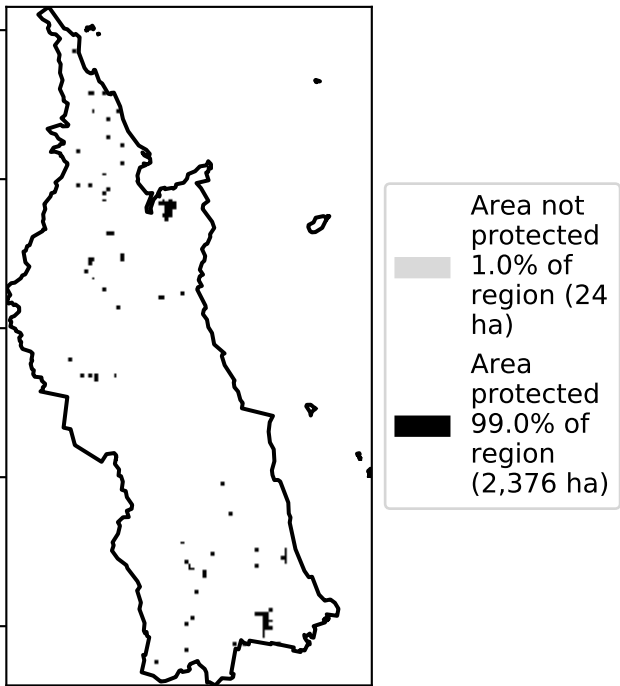 Area not
protected
1.0% of
region (24
ha)
Area
protected
99.0% of
region
(2,376 ha)